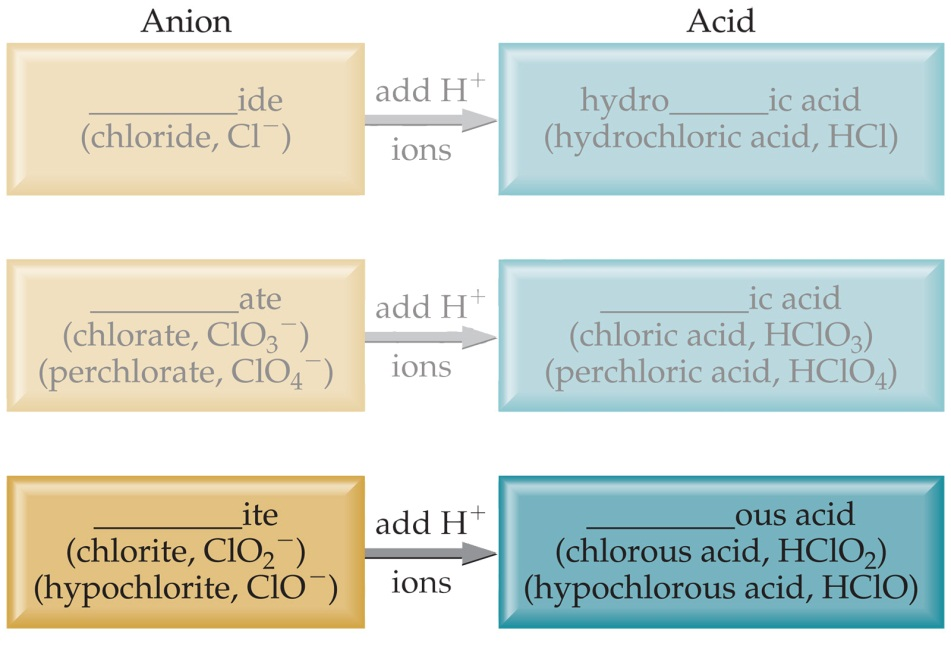 Anion
Acid
_________ide
(chloride, Cl⁻)
add H⁺
ions
hydro______ic acid
(hydrochloric acid, HCl)
_________ate
(chlorate, ClO₃⁻)
(perchlorate, ClO₄⁻)
add H⁺
ions
_________ic acid
(chloric acid, HClO₃)
(perchloric acid, HClO₄)
_________ite
(chlorite, ClO₂⁻)
(hypochlorite, ClO⁻)
add H⁺
ions
_________ous acid
(chlorous acid, HClO₂)
(hypochlorous acid, HClO)